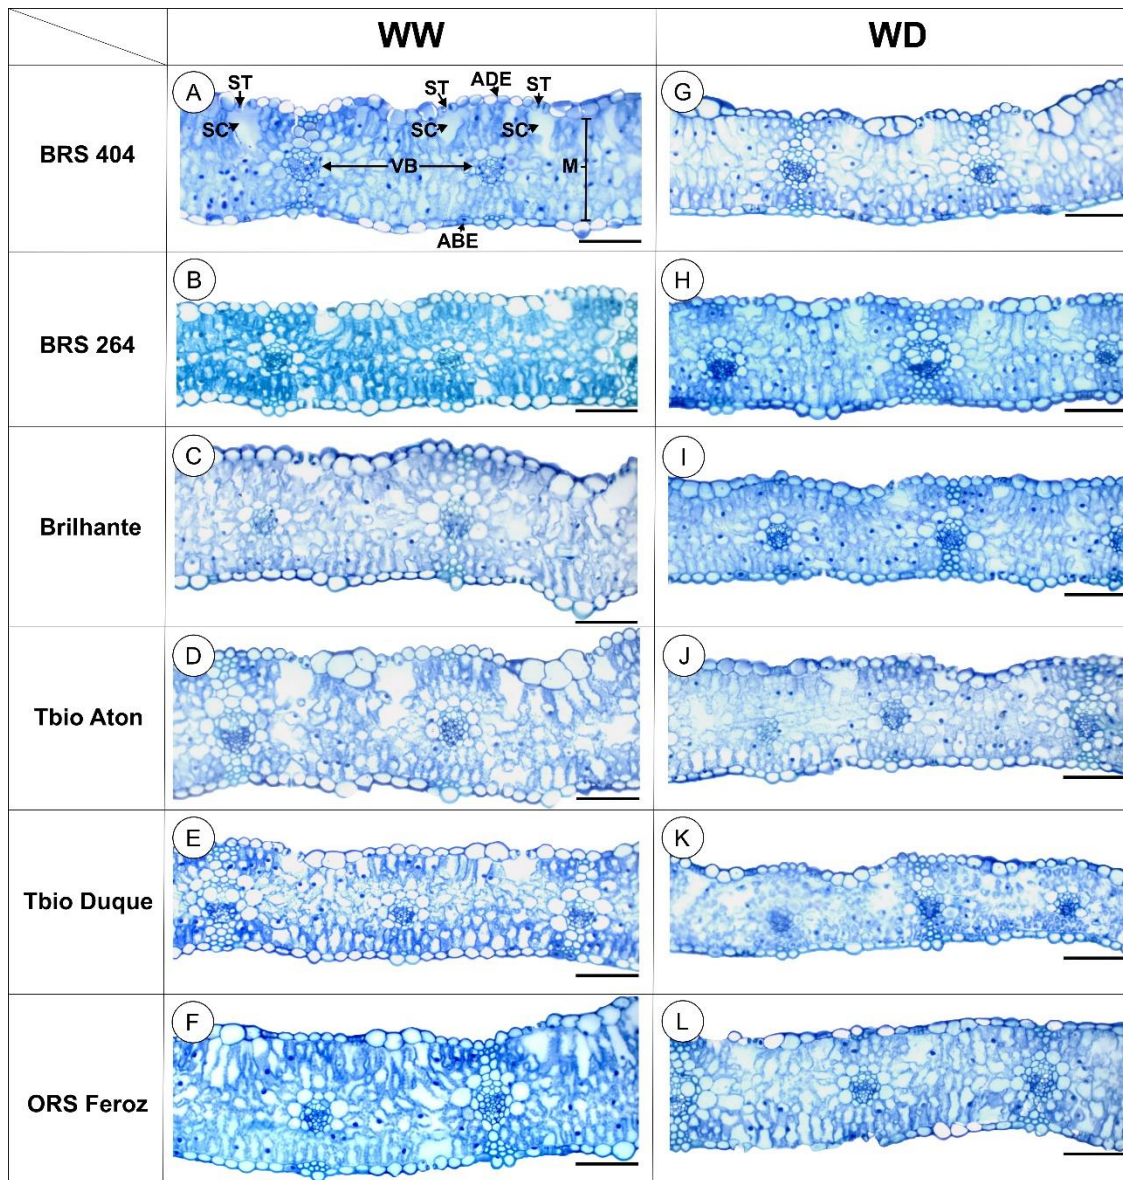 WW WD
BRS 404
A ST ST ADE ST
SC SC SC
VB M
ABE
G
BRS 264
B
H
Brilhante
C
I
Tbio Aton
D
J
Tbio Duque
E
K
ORS Feroz
F
L